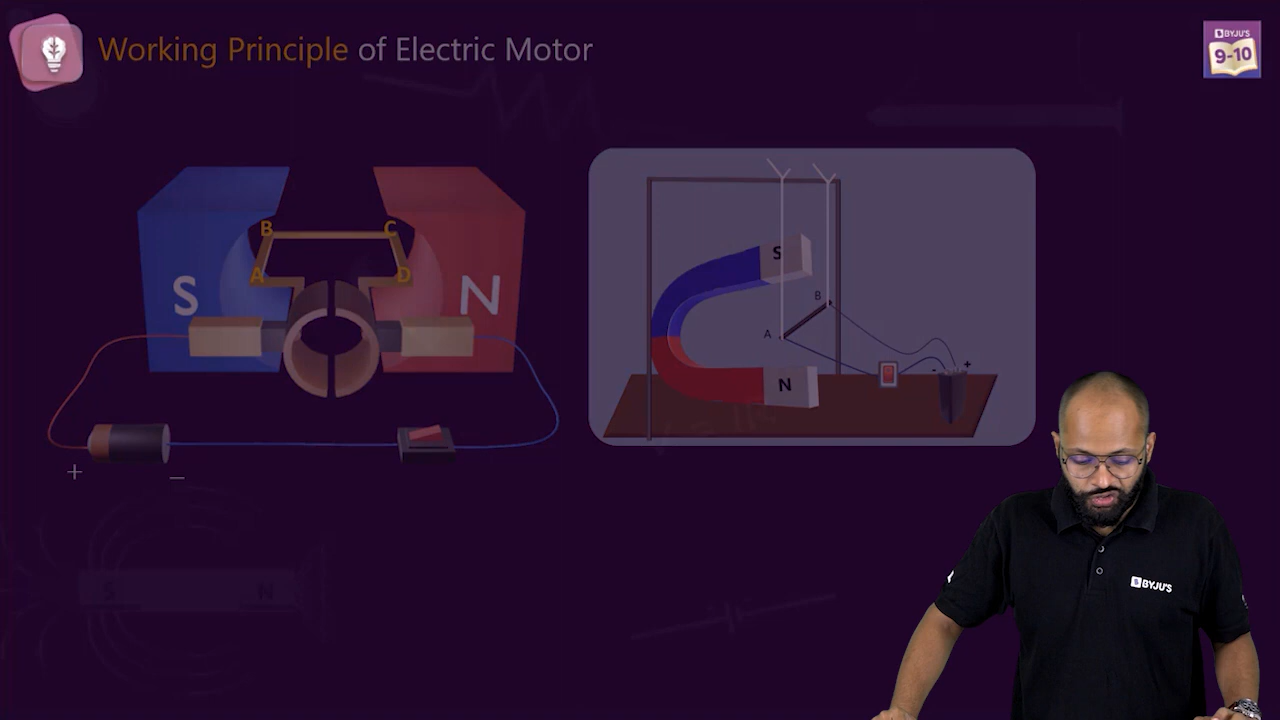 Working Principle of Electric Motor
BYJU'S
9-10
B
C
A
D
S
N
+
−
S
B
A
N
-
+
BYJU'S
S
N